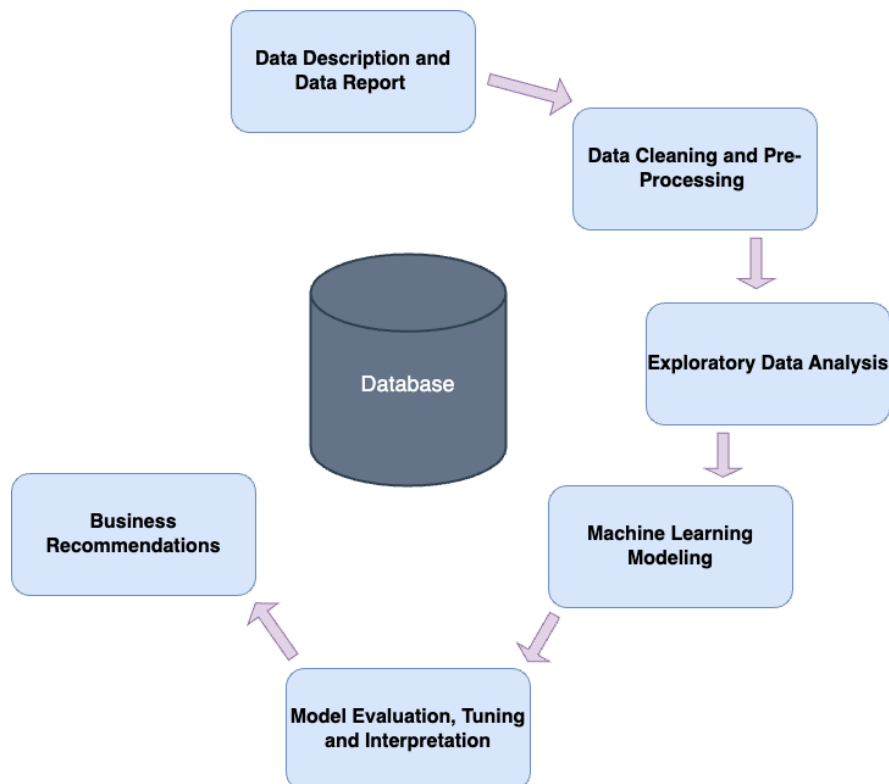 Data Description and
Data Report
Data Cleaning and Pre-
Processing
Exploratory Data Analysis
Database
Machine Learning
Modeling
Business
Recommendations
Model Evaluation, Tuning
and Interpretation